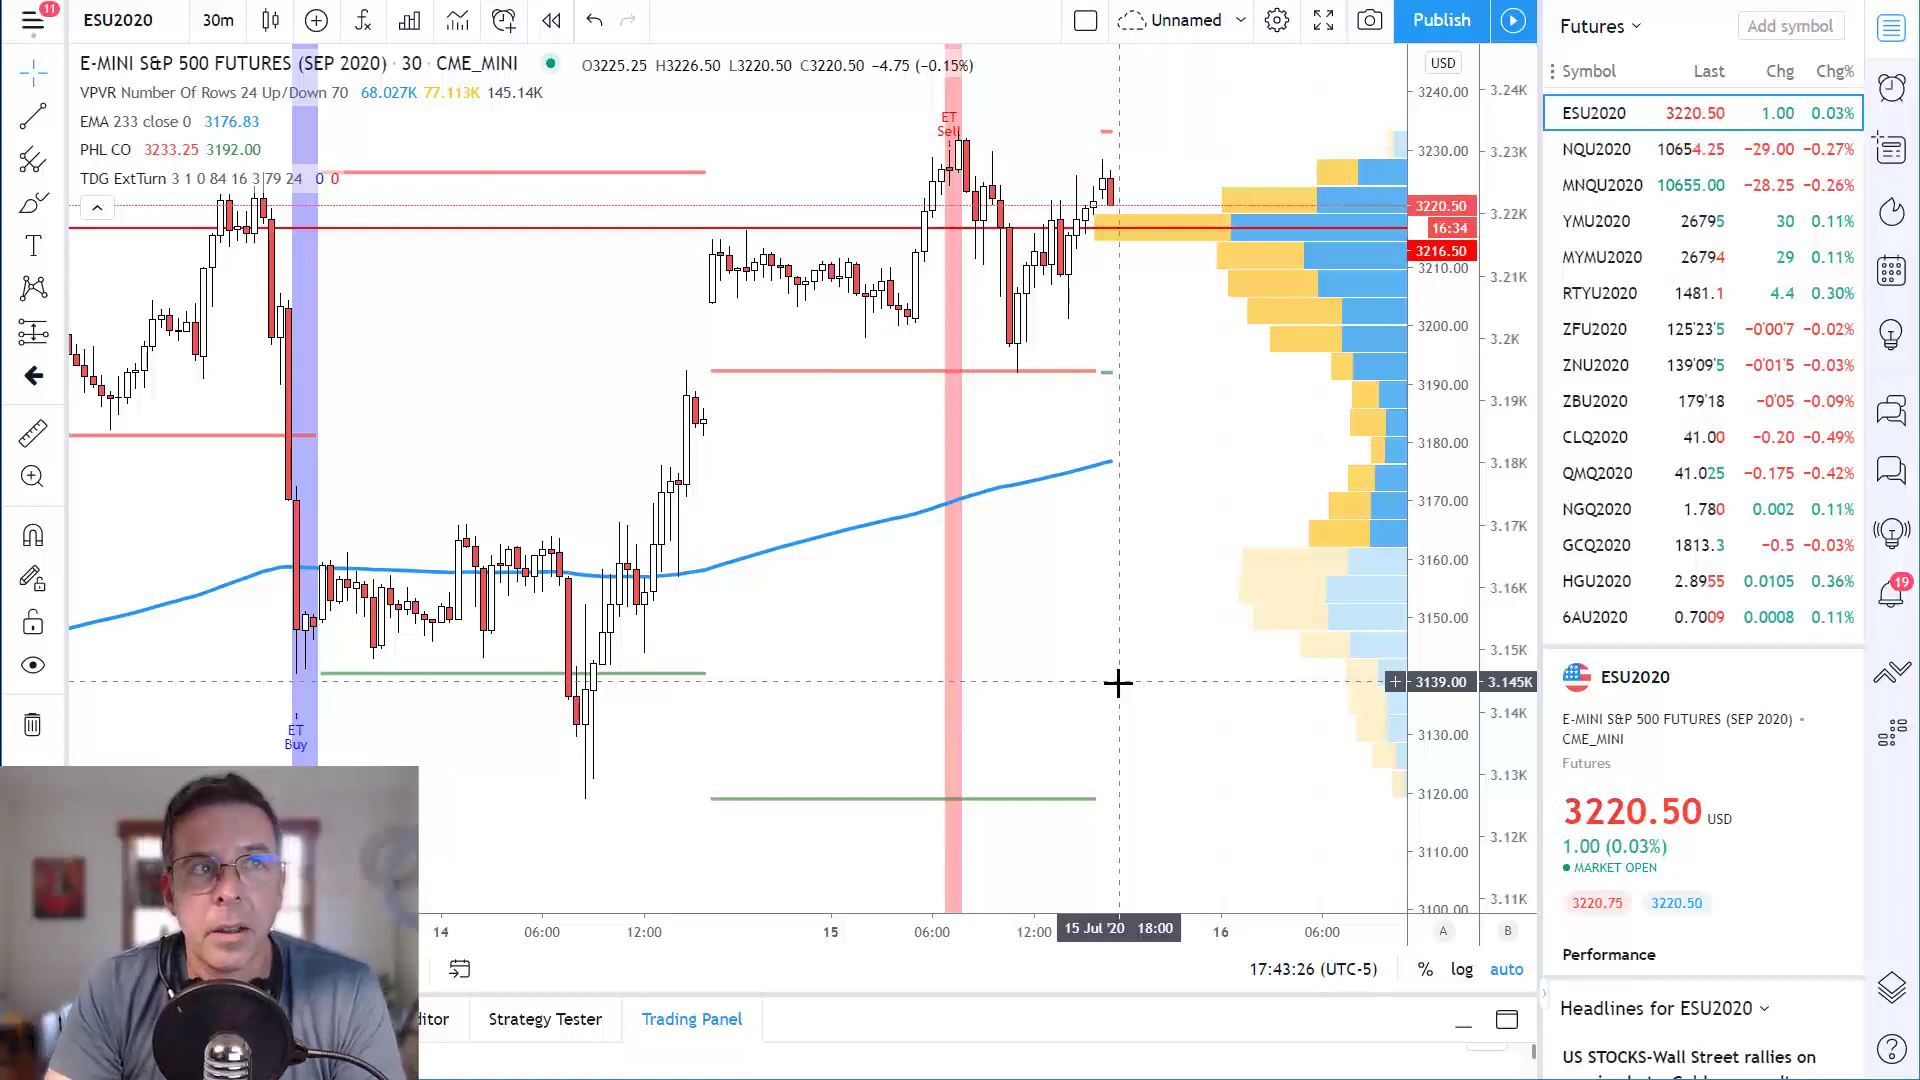 11
ESU2020
30m
Unnamed
Publish
E-MINI S&P 500 FUTURES (SEP 2020) · 30 · CME_MINI
O3225.25 H3226.50 L3220.50 C3220.50 −4.75 (−0.15%)
VPVR Number Of Rows 24 Up/Down 70 68.027K 77.113K 145.14K
EMA 233 close 0 3176.83
PHL CO 3233.25 3192.00
TDG ExtTurn 3 1 0 84 16 3 79 24 0 0
ET
Sell
ET
Buy
USD
3240.00
3230.00
3220.50
16:34
3216.50
3210.00
3200.00
3190.00
3180.00
3170.00
3160.00
3150.00
3139.00
3130.00
3120.00
3110.00
3100.00
3.24K
3.23K
3.22K
3.21K
3.2K
3.19K
3.18K
3.17K
3.16K
3.15K
3.145K
3.14K
3.13K
3.12K
3.11K
14 06:00 12:00 15 06:00 12:00 15 Jul '20 18:00 16 06:00
A B
17:43:26 (UTC-5) % log auto
itor Strategy Tester Trading Panel
Futures Add symbol
Symbol Last Chg Chg%
ESU2020 3220.50 1.00 0.03%
NQU2020 10654.25 −29.00 −0.27%
MNQU2020 10655.00 −28.25 −0.26%
YMU2020 26795 30 0.11%
MYMU2020 26794 29 0.11%
RTYU2020 1481.1 4.4 0.30%
ZFU2020 125'23'5 −0'00'7 −0.02%
ZNU2020 139'09'5 −0'01'5 −0.03%
ZBU2020 179'18 −0'05 −0.09%
CLQ2020 41.00 −0.20 −0.49%
QMQ2020 41.025 −0.175 −0.42%
NGQ2020 1.780 0.002 0.11%
GCQ2020 1813.3 −0.5 −0.03%
HGU2020 2.8955 0.0105 0.36%
6AU2020 0.7009 0.0008 0.11%
19
ESU2020
E-MINI S&P 500 FUTURES (SEP 2020) •
CME_MINI
Futures
3220.50 USD
1.00 (0.03%)
MARKET OPEN
3220.75 3220.50
Performance
Headlines for ESU2020
US STOCKS-Wall Street rallies on